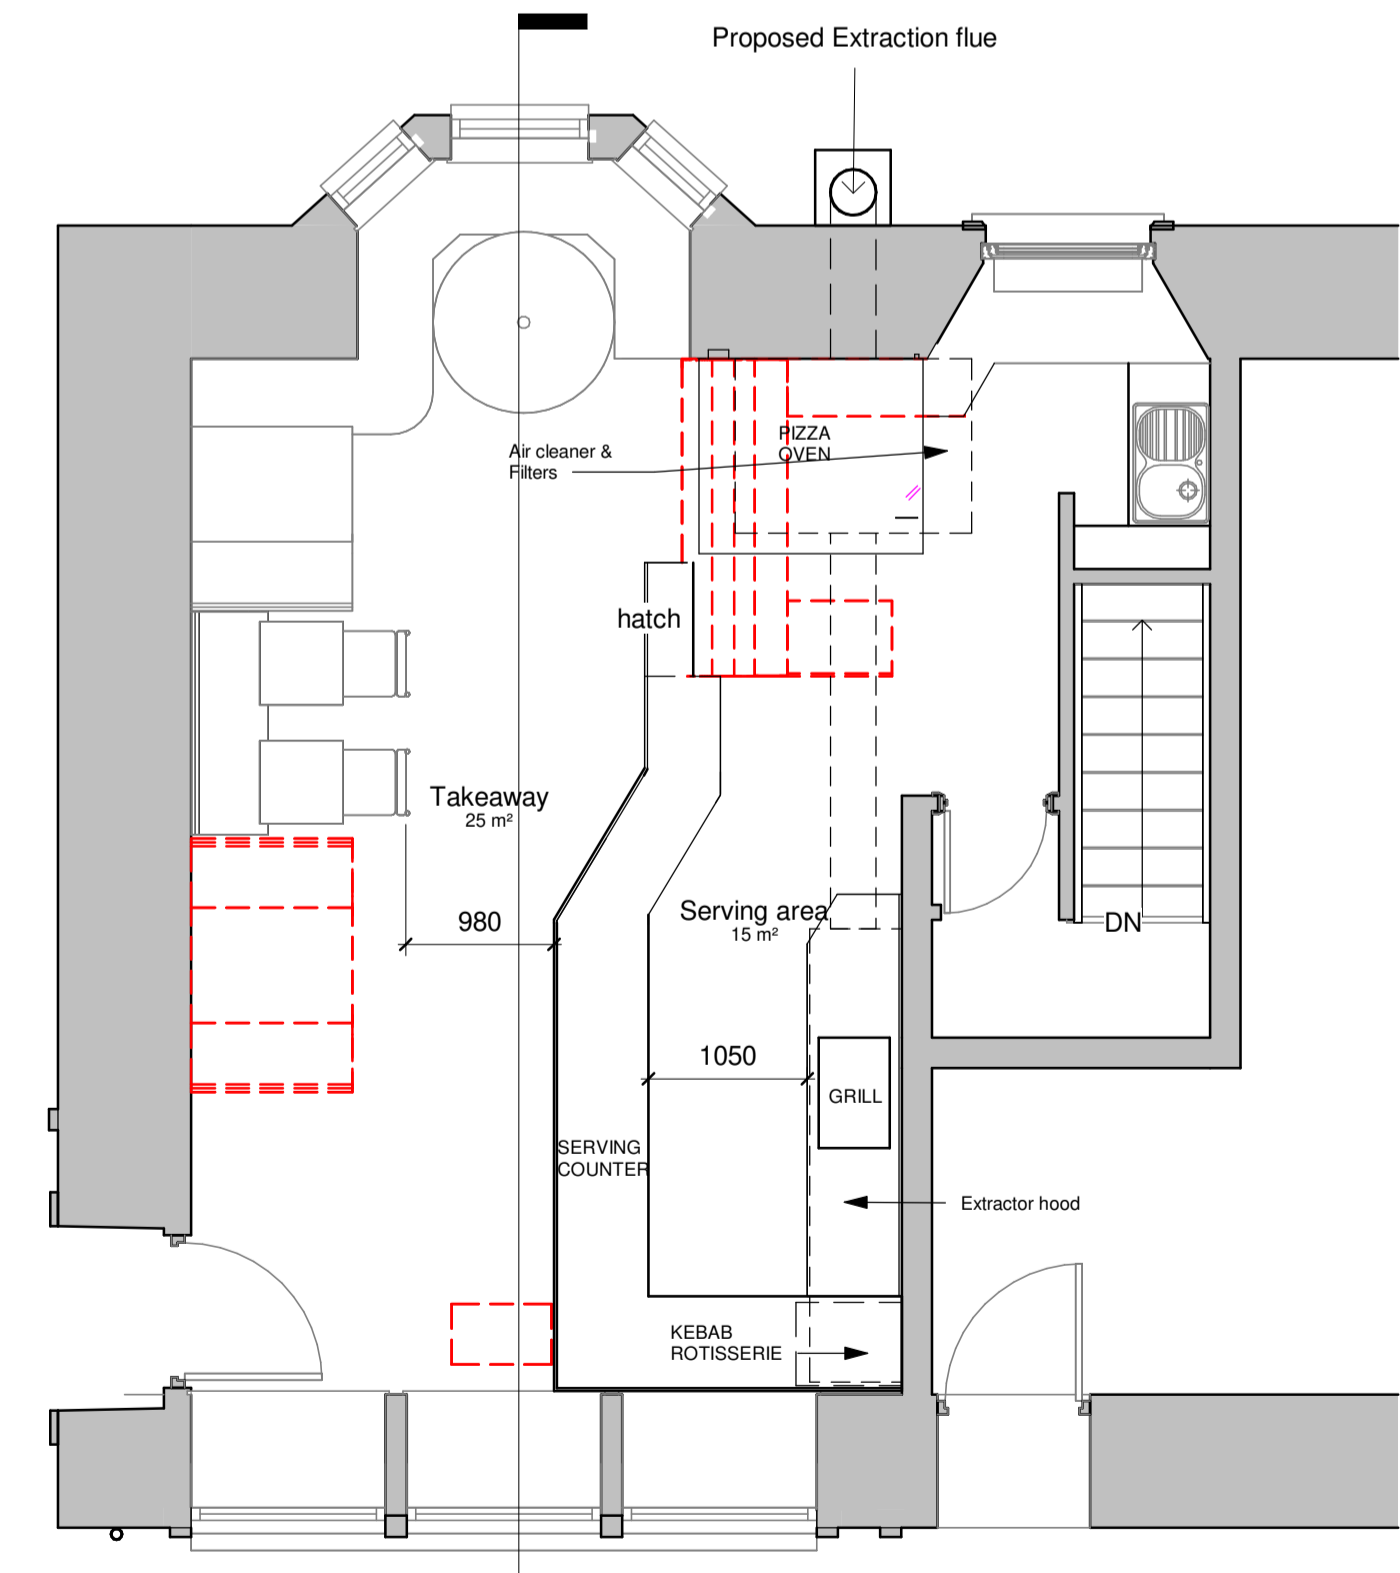 Proposed Extraction flue
PIZZA
OVEN
Air cleaner &
Filters
hatch
Takeaway
25 m²
980
Serving area
15 m²
DN
1050
GRILL
SERVING
COUNTER
Extractor hood
KEBAB
ROTISSERIE